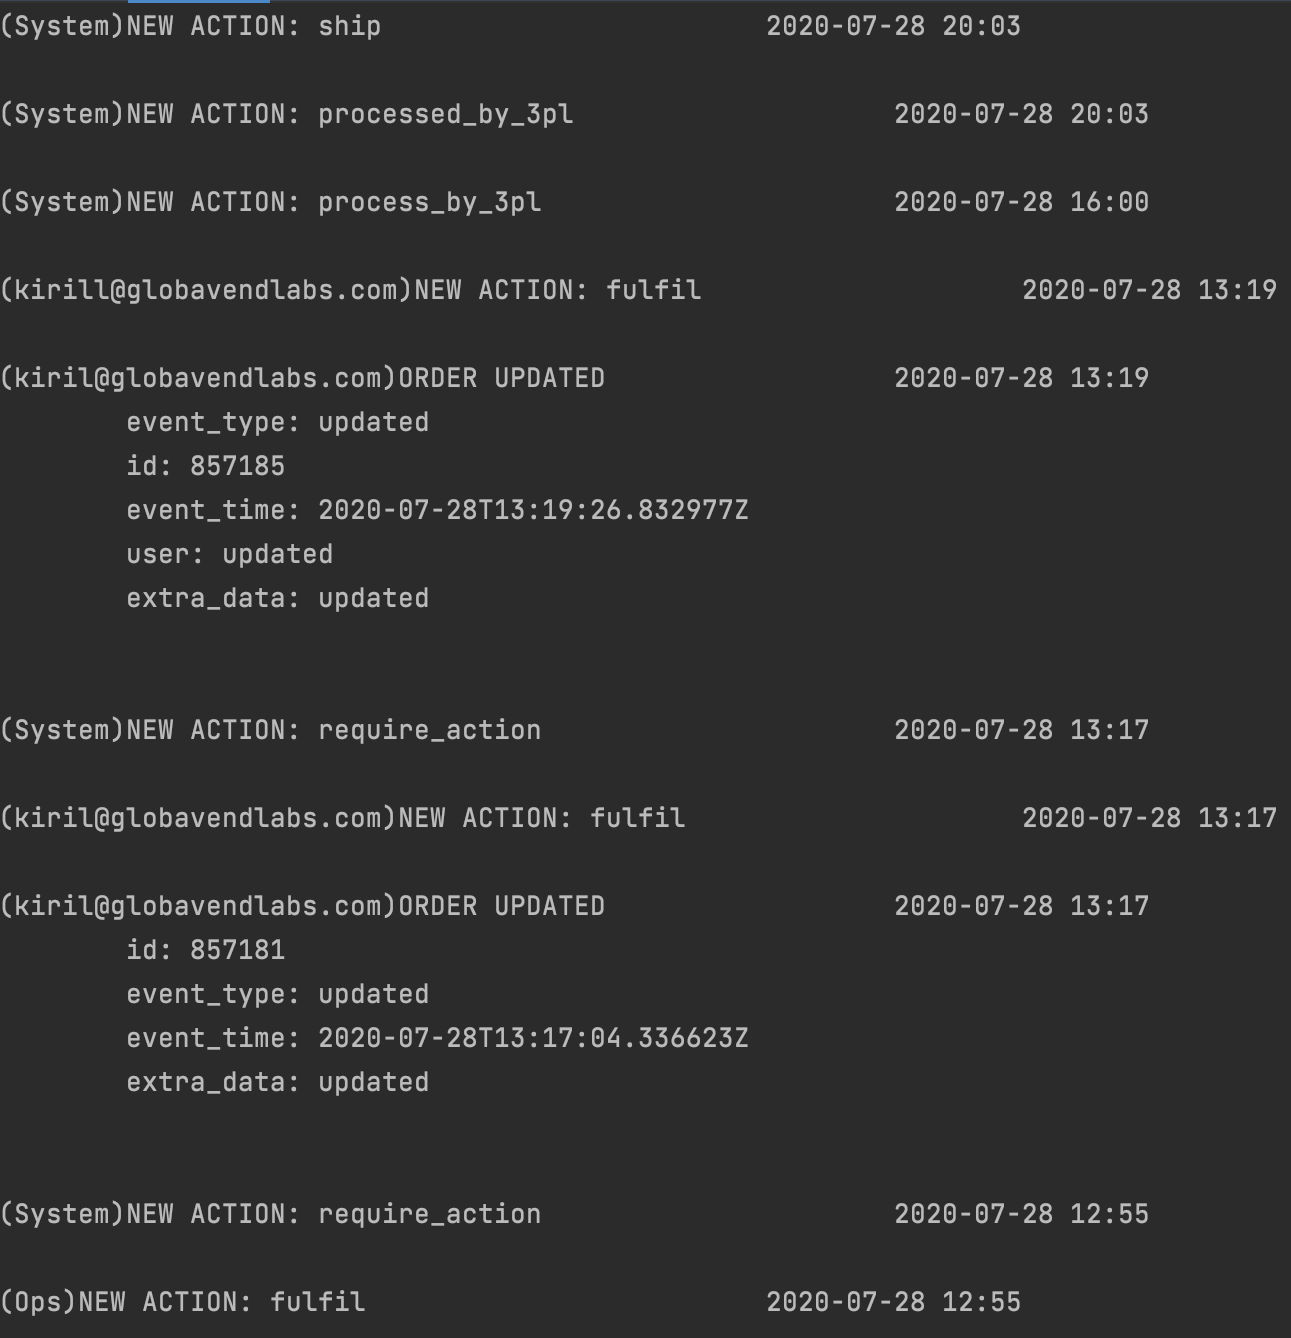 (System)NEW ACTION: ship 2020-07-28 20:03
(System)NEW ACTION: processed_by_3pl 2020-07-28 20:03
(System)NEW ACTION: process_by_3pl 2020-07-28 16:00
(kirill@globavendlabs.com)NEW ACTION: fulfil 2020-07-28 13:19
(kiril@globavendlabs.com)ORDER UPDATED 2020-07-28 13:19
event_type: updated
id: 857185
event_time: 2020-07-28T13:19:26.832977Z
user: updated
extra_data: updated
(System)NEW ACTION: require_action 2020-07-28 13:17
(kiril@globavendlabs.com)NEW ACTION: fulfil 2020-07-28 13:17
(kiril@globavendlabs.com)ORDER UPDATED 2020-07-28 13:17
id: 857181
event_type: updated
event_time: 2020-07-28T13:17:04.336623Z
extra_data: updated
(System)NEW ACTION: require_action 2020-07-28 12:55
(Ops)NEW ACTION: fulfil 2020-07-28 12:55